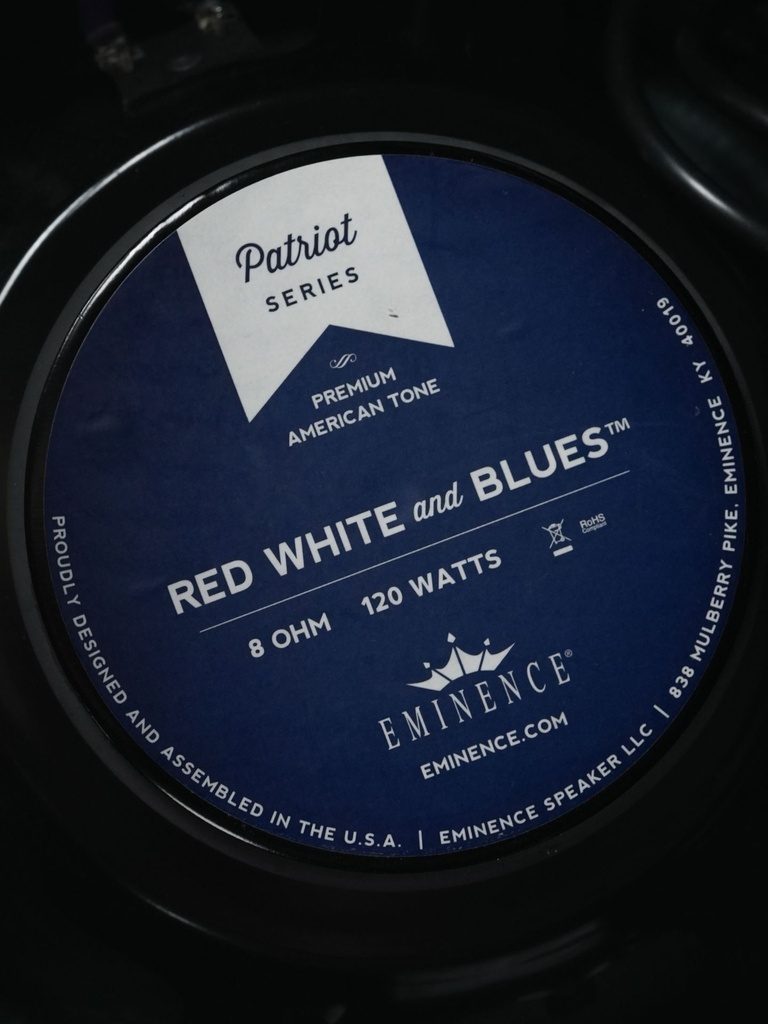 Patriot
SERIES
PREMIUM
AMERICAN TONE
RED WHITE and BLUES™
8 OHM 120 WATTS
RoHS
Compliant
EMINENCE®
EMINENCE.COM
PROUDLY DESIGNED AND ASSEMBLED IN THE U.S.A. | EMINENCE SPEAKER LLC | 838 MULBERRY PIKE, EMINENCE KY 40019